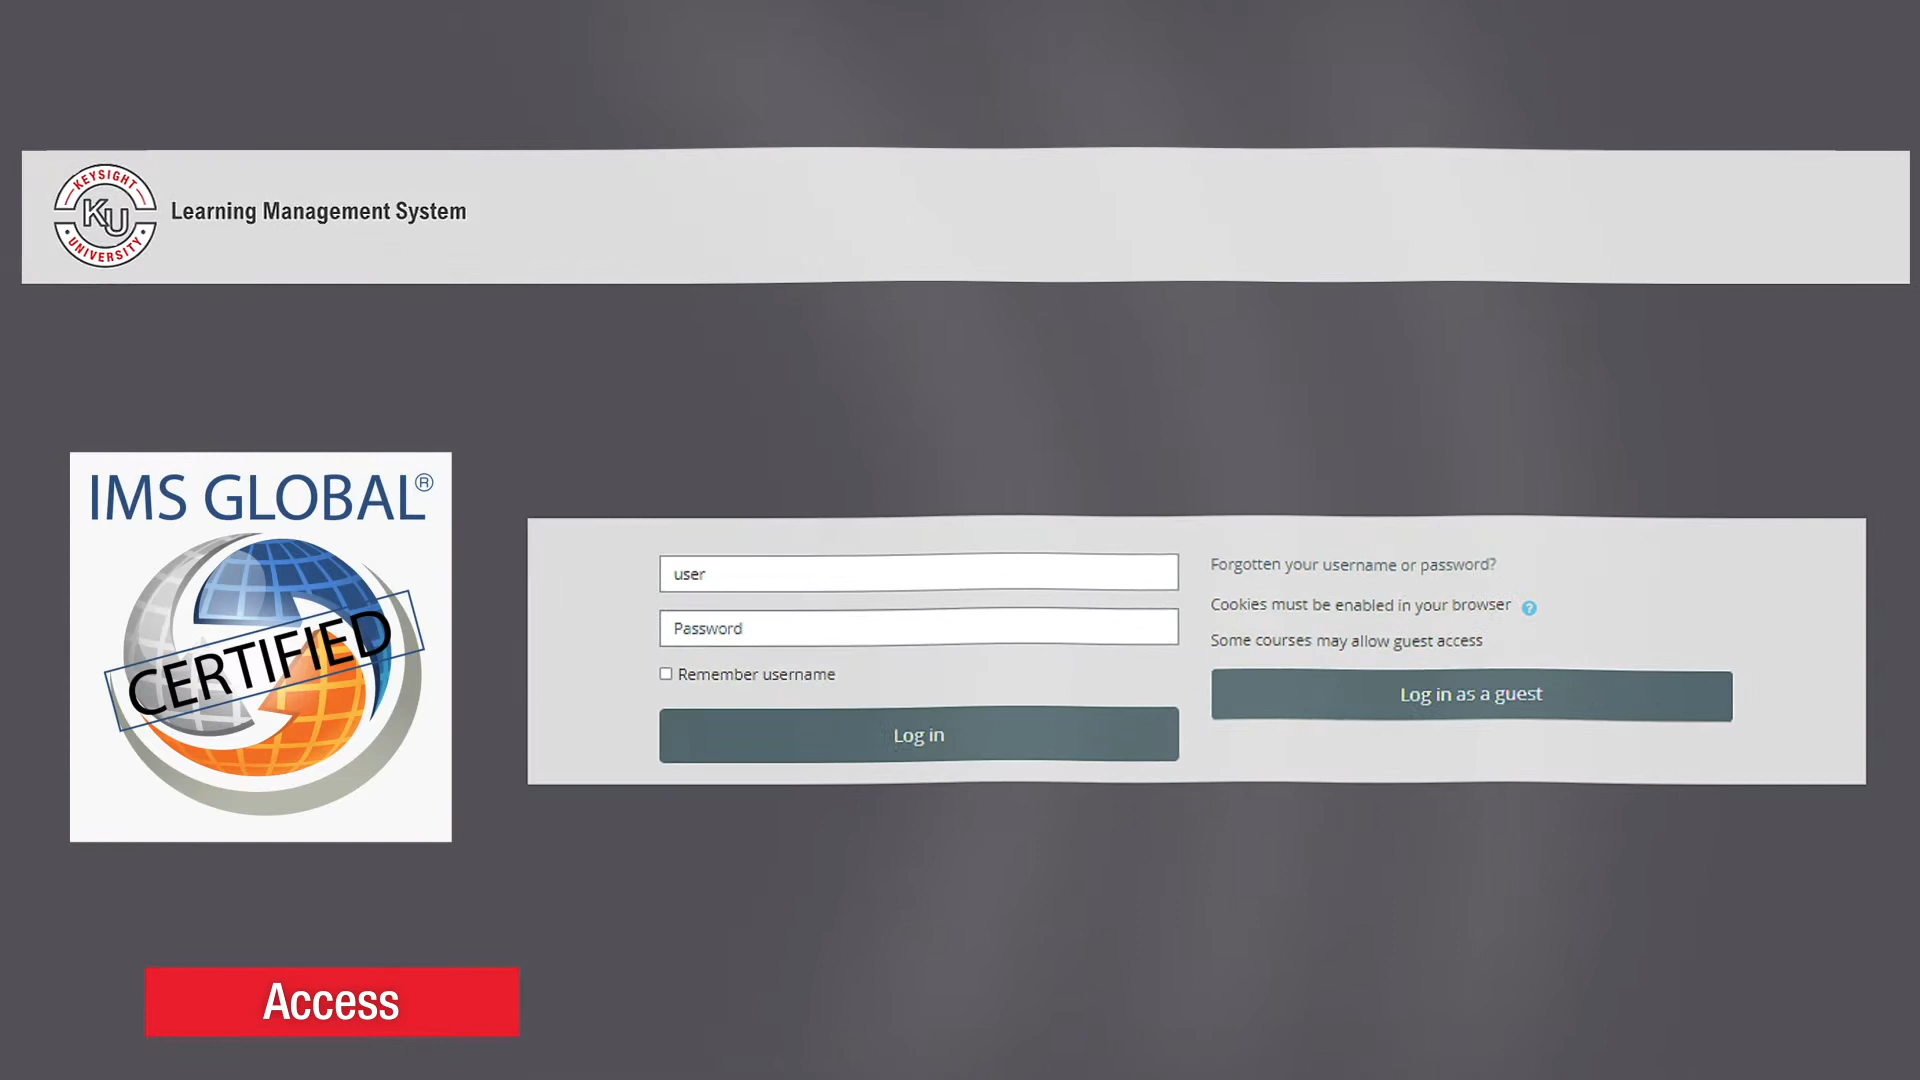 KEYSIGHT
KU
UNIVERSITY
Learning Management System
IMS GLOBAL®
CERTIFIED
user
Password
Remember username
Log in
Forgotten your username or password?
Cookies must be enabled in your browser ?
Some courses may allow guest access
Log in as a guest
Access